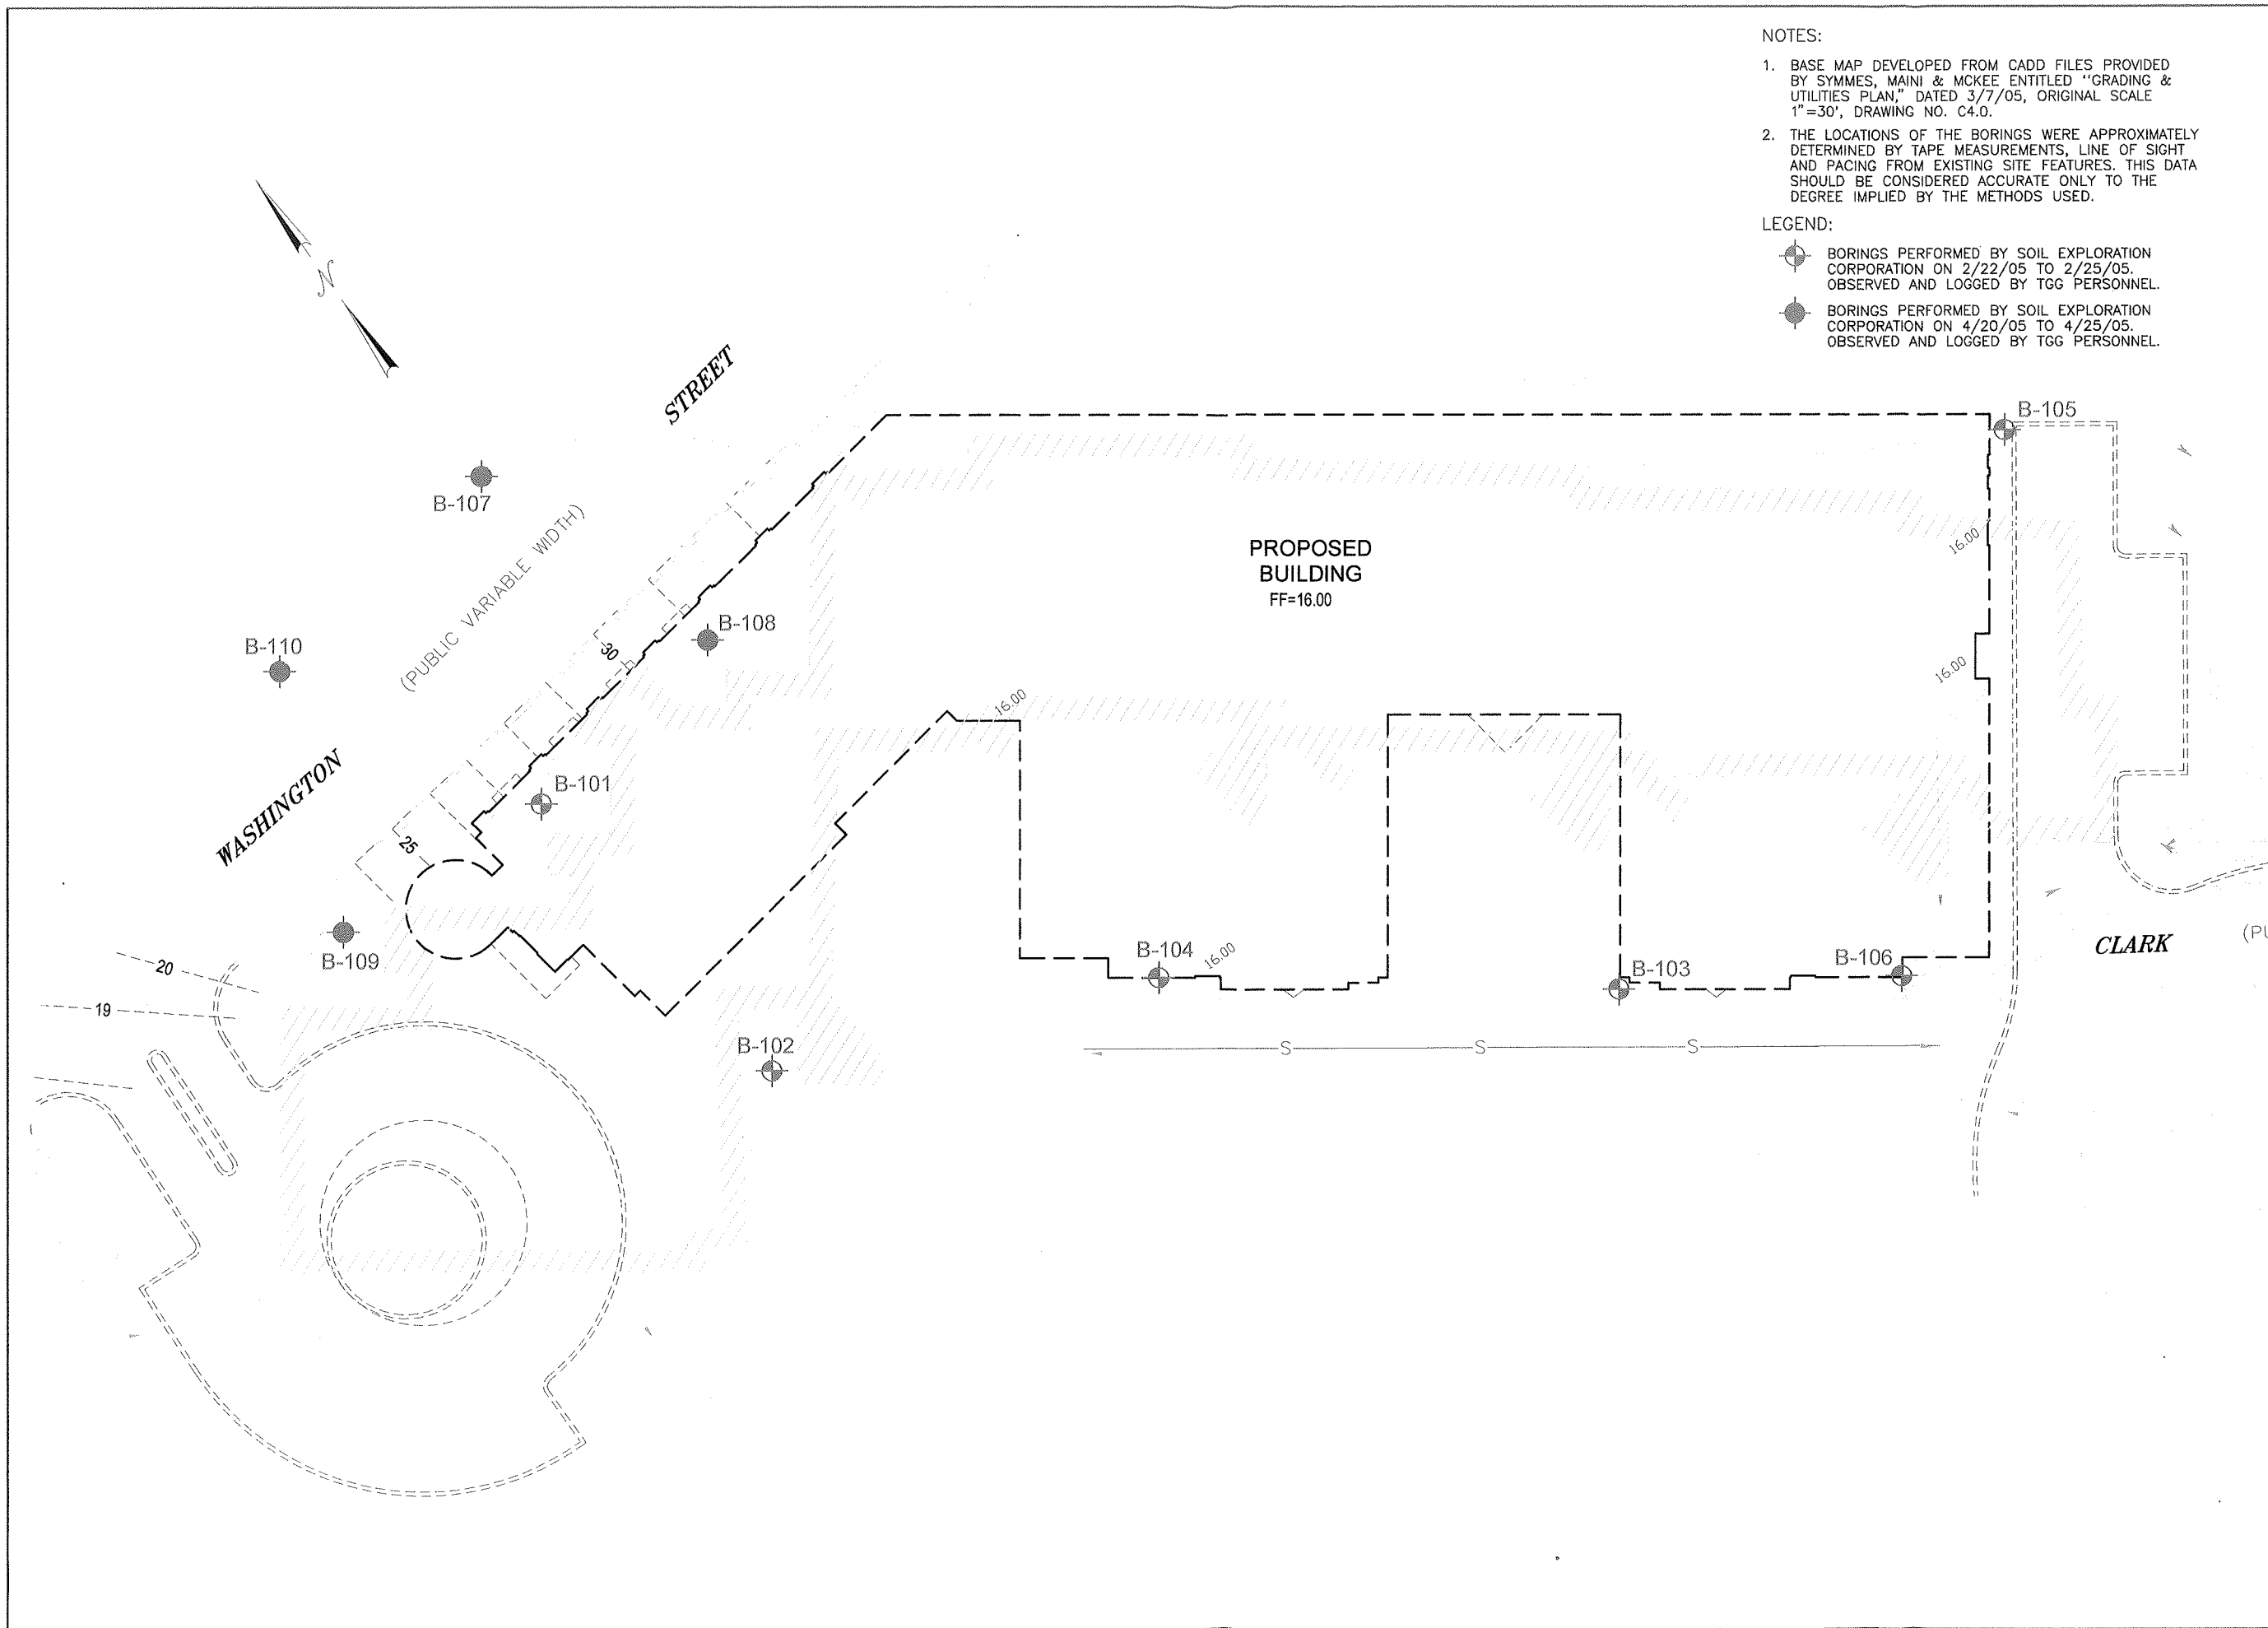 NOTES:
1. BASE MAP DEVELOPED FROM CADD FILES PROVIDED
BY SYMMES, MAINI & MCKEE ENTITLED "GRADING &
UTILITIES PLAN," DATED 3/7/05, ORIGINAL SCALE
1"=30', DRAWING NO. C4.0.
2. THE LOCATIONS OF THE BORINGS WERE APPROXIMATELY
DETERMINED BY TAPE MEASUREMENTS, LINE OF SIGHT
AND PACING FROM EXISTING SITE FEATURES. THIS DATA
SHOULD BE CONSIDERED ACCURATE ONLY TO THE
DEGREE IMPLIED BY THE METHODS USED.
LEGEND:
BORINGS PERFORMED BY SOIL EXPLORATION
CORPORATION ON 2/22/05 TO 2/25/05.
OBSERVED AND LOGGED BY TGG PERSONNEL.
BORINGS PERFORMED BY SOIL EXPLORATION
CORPORATION ON 4/20/05 TO 4/25/05.
OBSERVED AND LOGGED BY TGG PERSONNEL.
N
STREET
B-105
B-107
(PUBLIC VARIABLE WIDTH)
PROPOSED
BUILDING
FF=16.00
16.00
B-108
B-110
30
16.00
16.00
WASHINGTON
B-101
25
B-109
B-104
16.00
B-103
B-106
CLARK
(PU
20
19
B-102
S
S
S